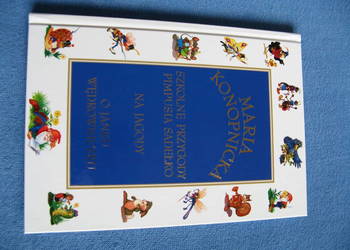 MARIA
KONOPNICKA
SZKOLNE PRZYGODY
PIMPUSIA SADEŁKO
NA JAGODY
O JANKU
WĘDROWNICZKU